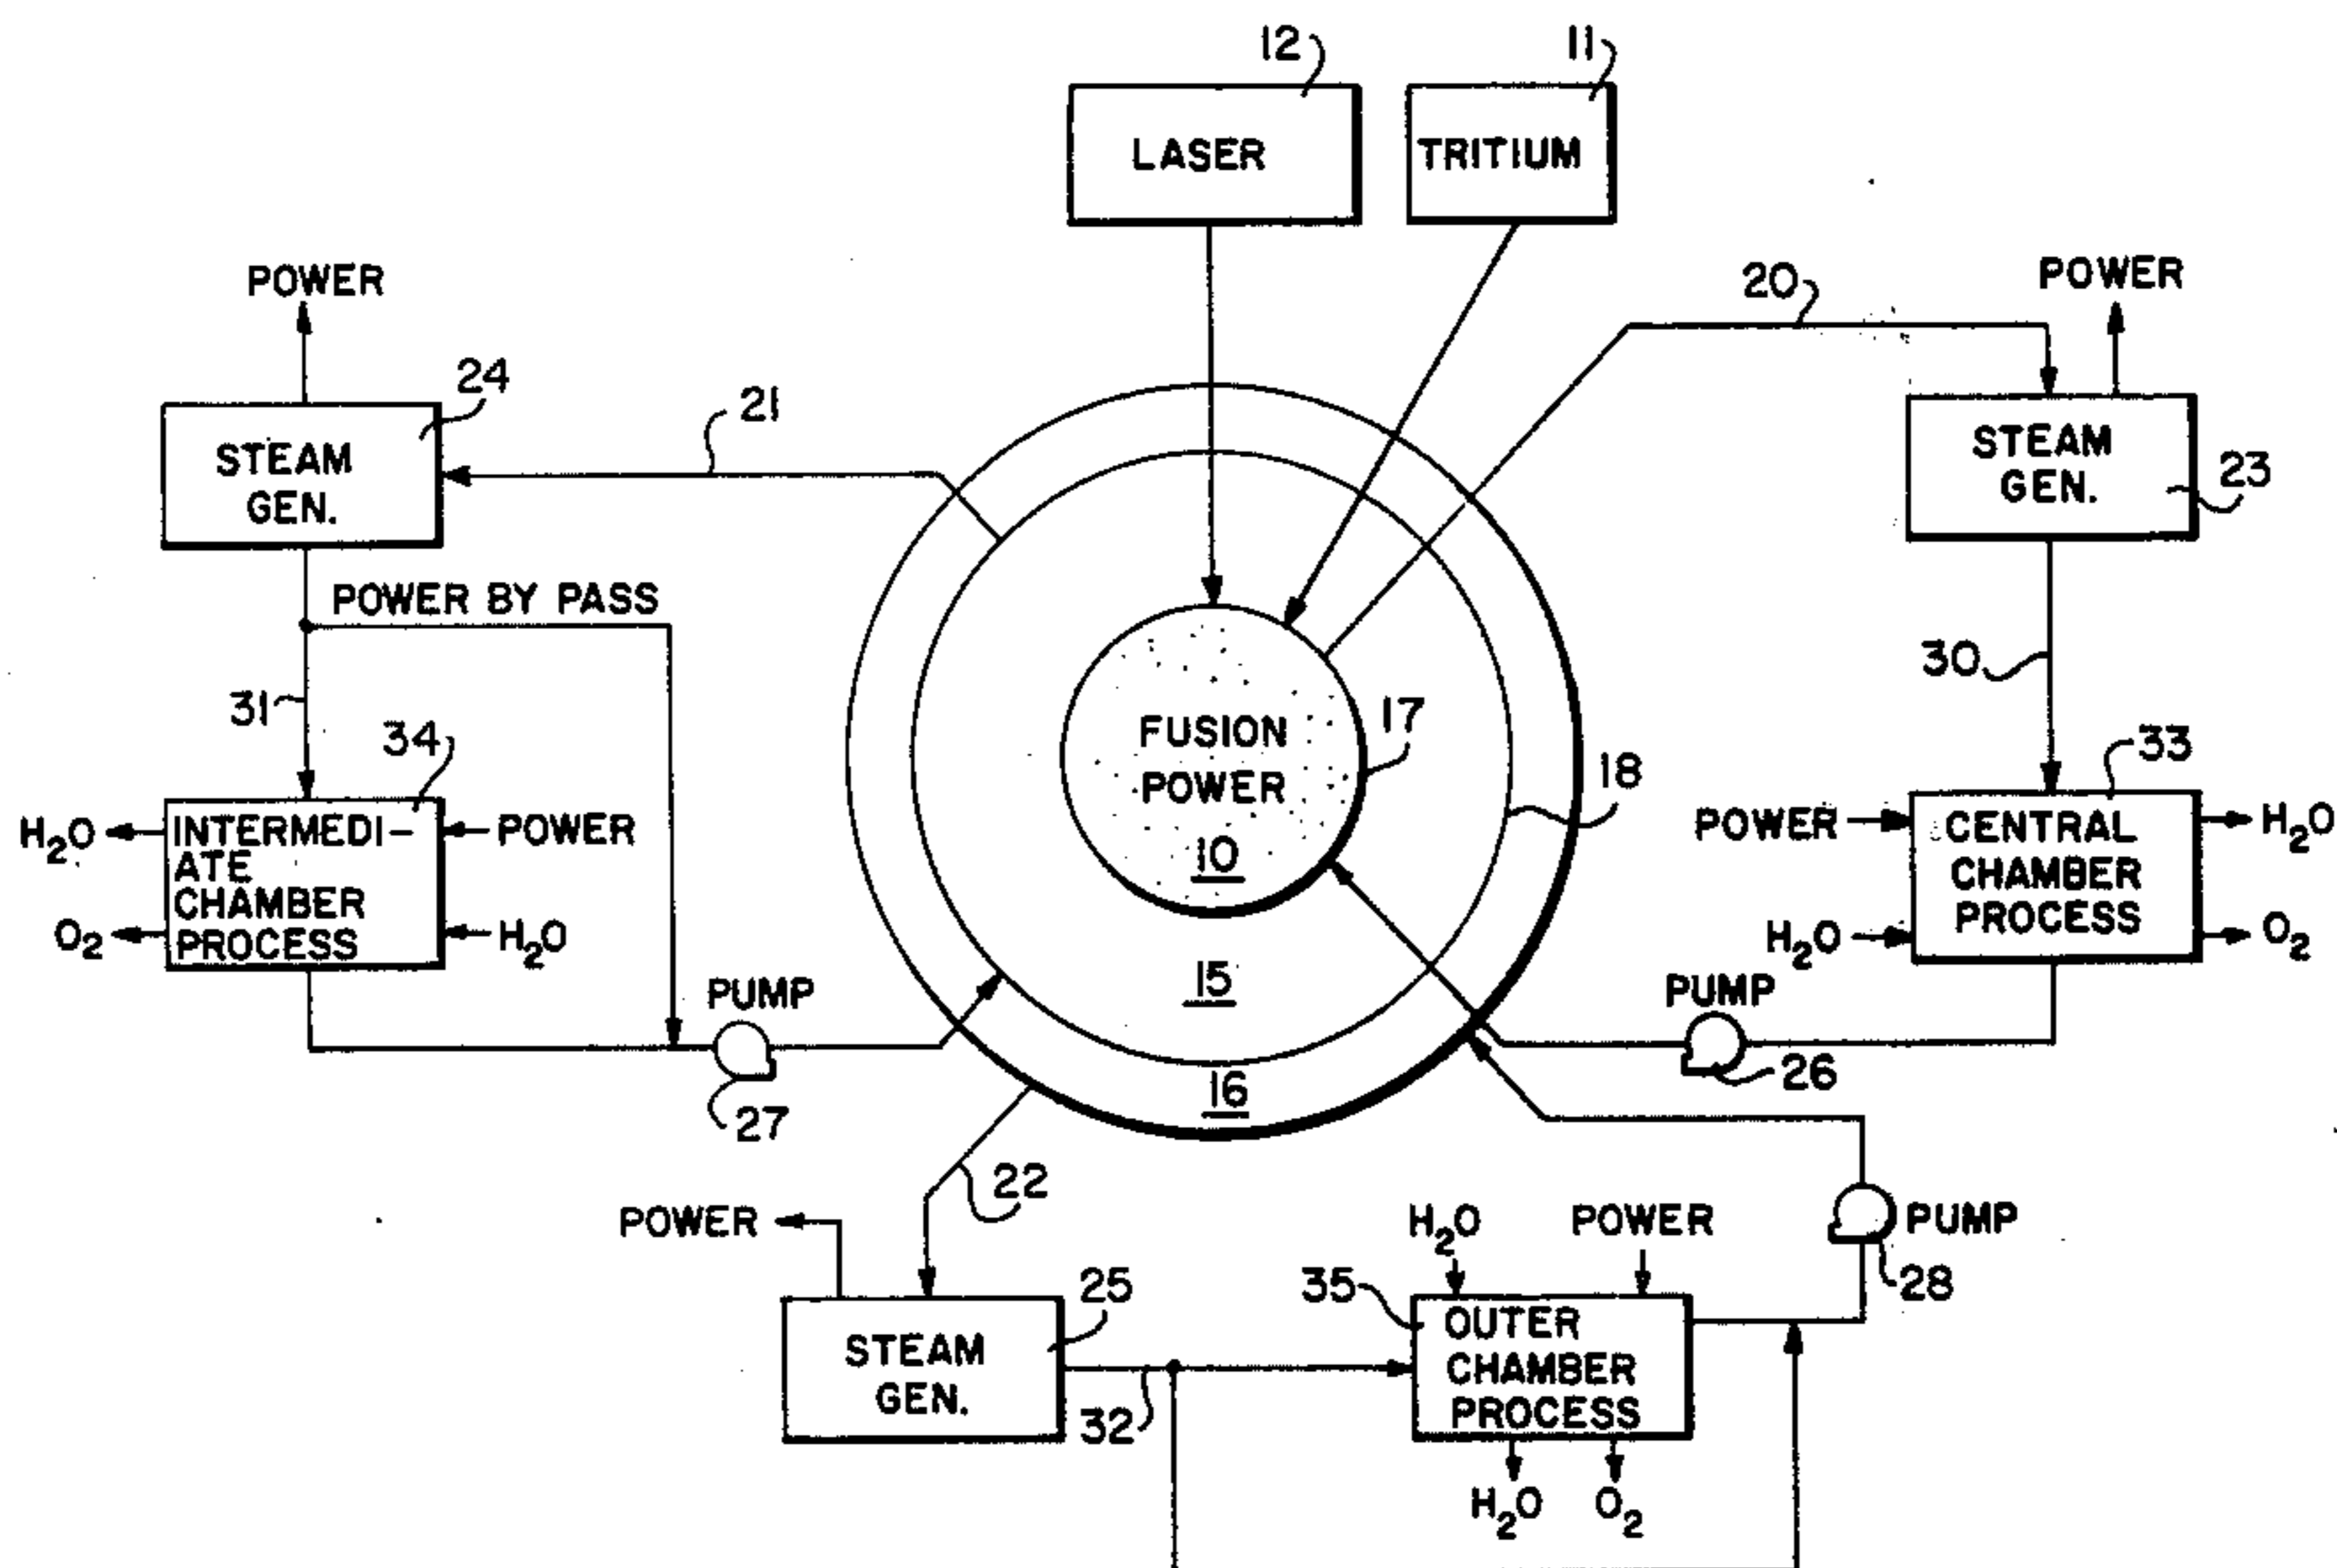 12
11
LASER
TRITIUM
POWER
20
POWER
24
21
STEAM
GEN.
STEAM
GEN.
23
POWER BY PASS
31
34
30
33
FUSION
POWER
10
17
18
H2O
O2
INTERMEDI-
ATE
CHAMBER
PROCESS
POWER
H2O
POWER
H2O
CENTRAL
CHAMBER
PROCESS
H2O
O2
15
16
PUMP
27
PUMP
26
22
POWER
STEAM
GEN.
25
32
H2O
POWER
35
OUTER
CHAMBER
PROCESS
H2O
O2
PUMP
28